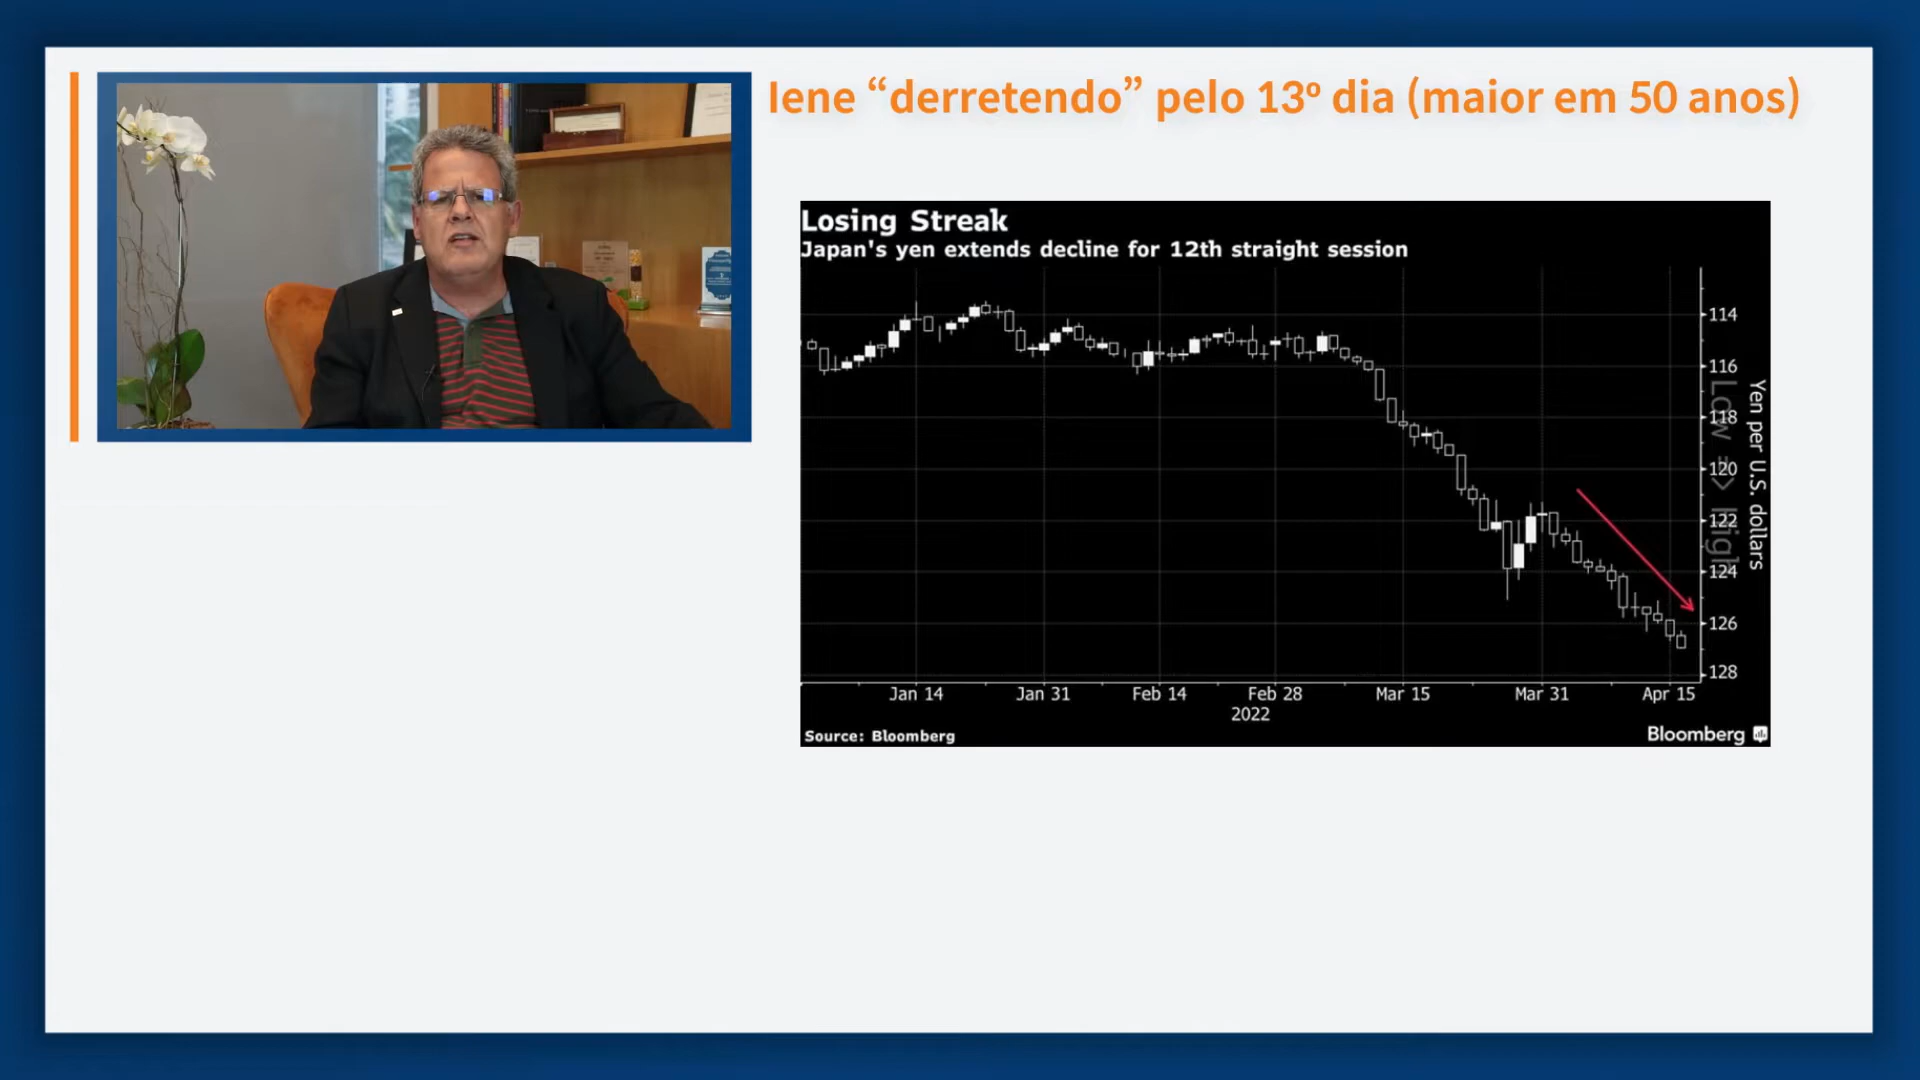 Iene “derretendo” pelo 13º dia (maior em 50 anos)
Losing Streak
Japan's yen extends decline for 12th straight session
114
116
118
120
122
124
126
128
Low => High
Yen per U.S. dollars
Jan 14 Jan 31 Feb 14 Feb 28 Mar 15 Mar 31 Apr 15
2022
Source: Bloomberg
Bloomberg